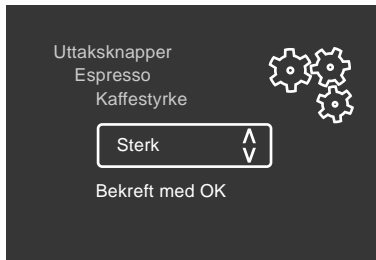 Uttaksknapper
Espresso
Kaffestyrke
Sterk
Bekreft med OK